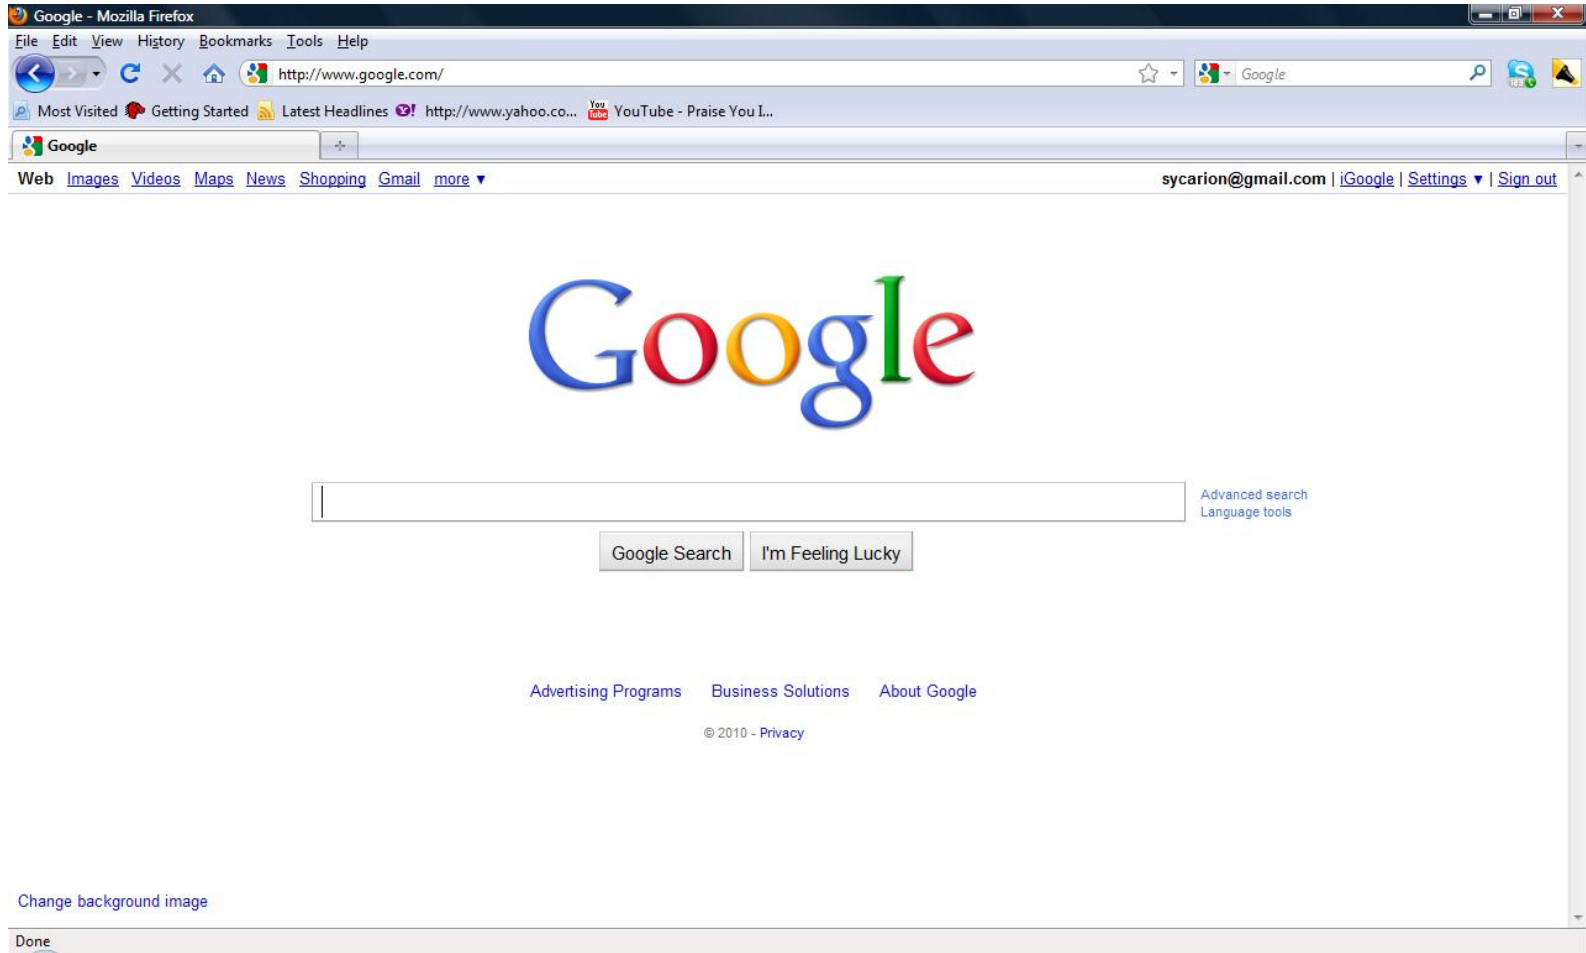 Google - Mozilla Firefox
File Edit View History Bookmarks Tools Help
http://www.google.com/ Google
Most Visited Getting Started Latest Headlines Y! http://www.yahoo.co... You Tube YouTube - Praise You I...
Google
Web Images Videos Maps News Shopping Gmail more ▼ sycarion@gmail.com | iGoogle | Settings ▼ | Sign out
Google
Advanced search
Language tools
Google Search I'm Feeling Lucky
Advertising Programs Business Solutions About Google
© 2010 - Privacy
Change background image
Done